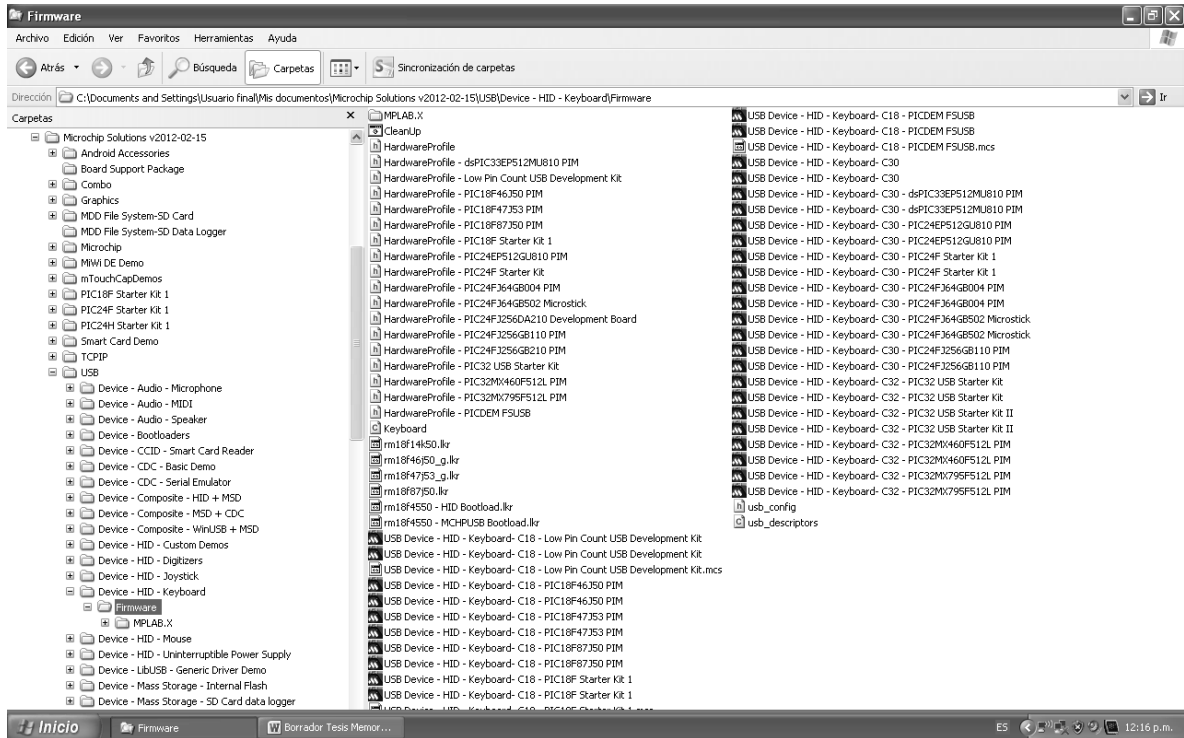 Firmware
Archivo Edición Ver Favoritos Herramientas Ayuda
Atrás Búsqueda Carpetas Sincronización de carpetas
Dirección C:\Documents and Settings\Usuario final\Mis documentos\Microchip Solutions v2012-02-15\USB\Device - HID - Keyboard\Firmware Ir
Carpetas
Microchip Solutions v2012-02-15
Android Accessories
Board Support Package
Combo
Graphics
MDD File System-SD Card
MDD File System-SD Data Logger
Microchip
MiWi DE Demo
mTouchCapDemos
PIC18F Starter Kit 1
PIC24F Starter Kit 1
PIC24H Starter Kit 1
Smart Card Demo
TCPIP
USB
Device - Audio - Microphone
Device - Audio - MIDI
Device - Audio - Speaker
Device - Bootloaders
Device - CCID - Smart Card Reader
Device - CDC - Basic Demo
Device - CDC - Serial Emulator
Device - Composite - HID + MSD
Device - Composite - MSD + CDC
Device - Composite - WinUSB + MSD
Device - HID - Custom Demos
Device - HID - Digitizers
Device - HID - Joystick
Device - HID - Keyboard
Firmware
MPLAB.X
Device - HID - Mouse
Device - HID - Uninterruptible Power Supply
Device - LibUSB - Generic Driver Demo
Device - Mass Storage - Internal Flash
Device - Mass Storage - SD Card data logger
MPLAB.X
CleanUp
HardwareProfile
HardwareProfile - dsPIC33EP512MU810 PIM
HardwareProfile - Low Pin Count USB Development Kit
HardwareProfile - PIC18F46J50 PIM
HardwareProfile - PIC18F47J53 PIM
HardwareProfile - PIC18F87J50 PIM
HardwareProfile - PIC18F Starter Kit 1
HardwareProfile - PIC24EP512GU810 PIM
HardwareProfile - PIC24F Starter Kit
HardwareProfile - PIC24FJ64GB004 PIM
HardwareProfile - PIC24FJ64GB502 Microstick
HardwareProfile - PIC24FJ256DA210 Development Board
HardwareProfile - PIC24FJ256GB110 PIM
HardwareProfile - PIC24FJ256GB210 PIM
HardwareProfile - PIC32 USB Starter Kit
HardwareProfile - PIC32MX460F512L PIM
HardwareProfile - PIC32MX795F512L PIM
HardwareProfile - PICDEM FSUSB
Keyboard
rm18f14k50.lkr
rm18f46j50_g.lkr
rm18f47j53_g.lkr
rm18f87j50.lkr
rm18f4550 - HID Bootload.lkr
rm18f4550 - MCHPUSB Bootload.lkr
USB Device - HID - Keyboard- C18 - Low Pin Count USB Development Kit
USB Device - HID - Keyboard- C18 - Low Pin Count USB Development Kit
USB Device - HID - Keyboard- C18 - Low Pin Count USB Development Kit.mcs
USB Device - HID - Keyboard- C18 - PIC18F46J50 PIM
USB Device - HID - Keyboard- C18 - PIC18F46J50 PIM
USB Device - HID - Keyboard- C18 - PIC18F47J53 PIM
USB Device - HID - Keyboard- C18 - PIC18F47J53 PIM
USB Device - HID - Keyboard- C18 - PIC18F87J50 PIM
USB Device - HID - Keyboard- C18 - PIC18F87J50 PIM
USB Device - HID - Keyboard- C18 - PIC18F Starter Kit 1
USB Device - HID - Keyboard- C18 - PIC18F Starter Kit 1
USB Device - HID - Keyboard- C18 - PIC18F Starter Kit 1.mcs
USB Device - HID - Keyboard- C18 - PICDEM FSUSB
USB Device - HID - Keyboard- C18 - PICDEM FSUSB
USB Device - HID - Keyboard- C18 - PICDEM FSUSB.mcs
USB Device - HID - Keyboard- C30
USB Device - HID - Keyboard- C30
USB Device - HID - Keyboard- C30 - dsPIC33EP512MU810 PIM
USB Device - HID - Keyboard- C30 - dsPIC33EP512MU810 PIM
USB Device - HID - Keyboard- C30 - PIC24EP512GU810 PIM
USB Device - HID - Keyboard- C30 - PIC24EP512GU810 PIM
USB Device - HID - Keyboard- C30 - PIC24F Starter Kit 1
USB Device - HID - Keyboard- C30 - PIC24F Starter Kit 1
USB Device - HID - Keyboard- C30 - PIC24FJ64GB004 PIM
USB Device - HID - Keyboard- C30 - PIC24FJ64GB004 PIM
USB Device - HID - Keyboard- C30 - PIC24FJ64GB502 Microstick
USB Device - HID - Keyboard- C30 - PIC24FJ64GB502 Microstick
USB Device - HID - Keyboard- C30 - PIC24FJ256GB110 PIM
USB Device - HID - Keyboard- C30 - PIC24FJ256GB110 PIM
USB Device - HID - Keyboard- C32 - PIC32 USB Starter Kit
USB Device - HID - Keyboard- C32 - PIC32 USB Starter Kit
USB Device - HID - Keyboard- C32 - PIC32 USB Starter Kit II
USB Device - HID - Keyboard- C32 - PIC32 USB Starter Kit II
USB Device - HID - Keyboard- C32 - PIC32MX460F512L PIM
USB Device - HID - Keyboard- C32 - PIC32MX460F512L PIM
USB Device - HID - Keyboard- C32 - PIC32MX795F512L PIM
USB Device - HID - Keyboard- C32 - PIC32MX795F512L PIM
usb_config
usb_descriptors
Inicio Firmware Borrador Tesis Memor... ES 12:16 p.m.